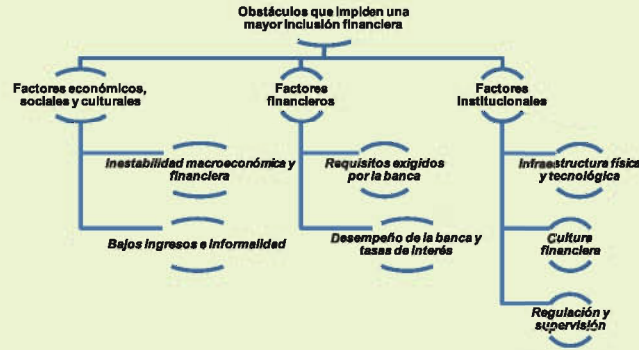 Obstáculos que impiden una
mayor inclusión financiera
Factores económicos,
sociales y culturales
Inestabilidad macroeconómica y
financiera
Bajos ingresos e informalidad
Factores
financieros
Requisitos exigidos
por la banca
Desempeño de la banca y
tasas de interés
Factores
institucionales
Infraestructura física
y tecnológica
Cultura
financiera
Regulación y
supervisión